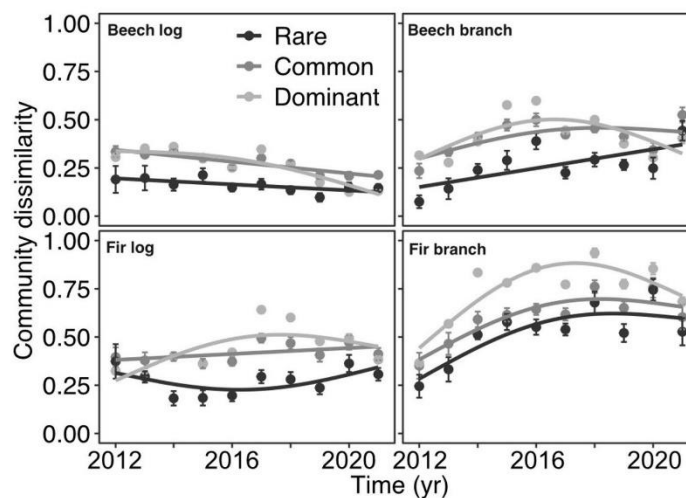 Community dissimilarity
1.00
0.75
0.50
0.25
0.00
Beech log
Rare
Common
Dominant
Beech branch
1.00
0.75
0.50
0.25
0.00
Fir log
Fir branch
2012
2016
2020
2012
2016
2020
Time (yr)